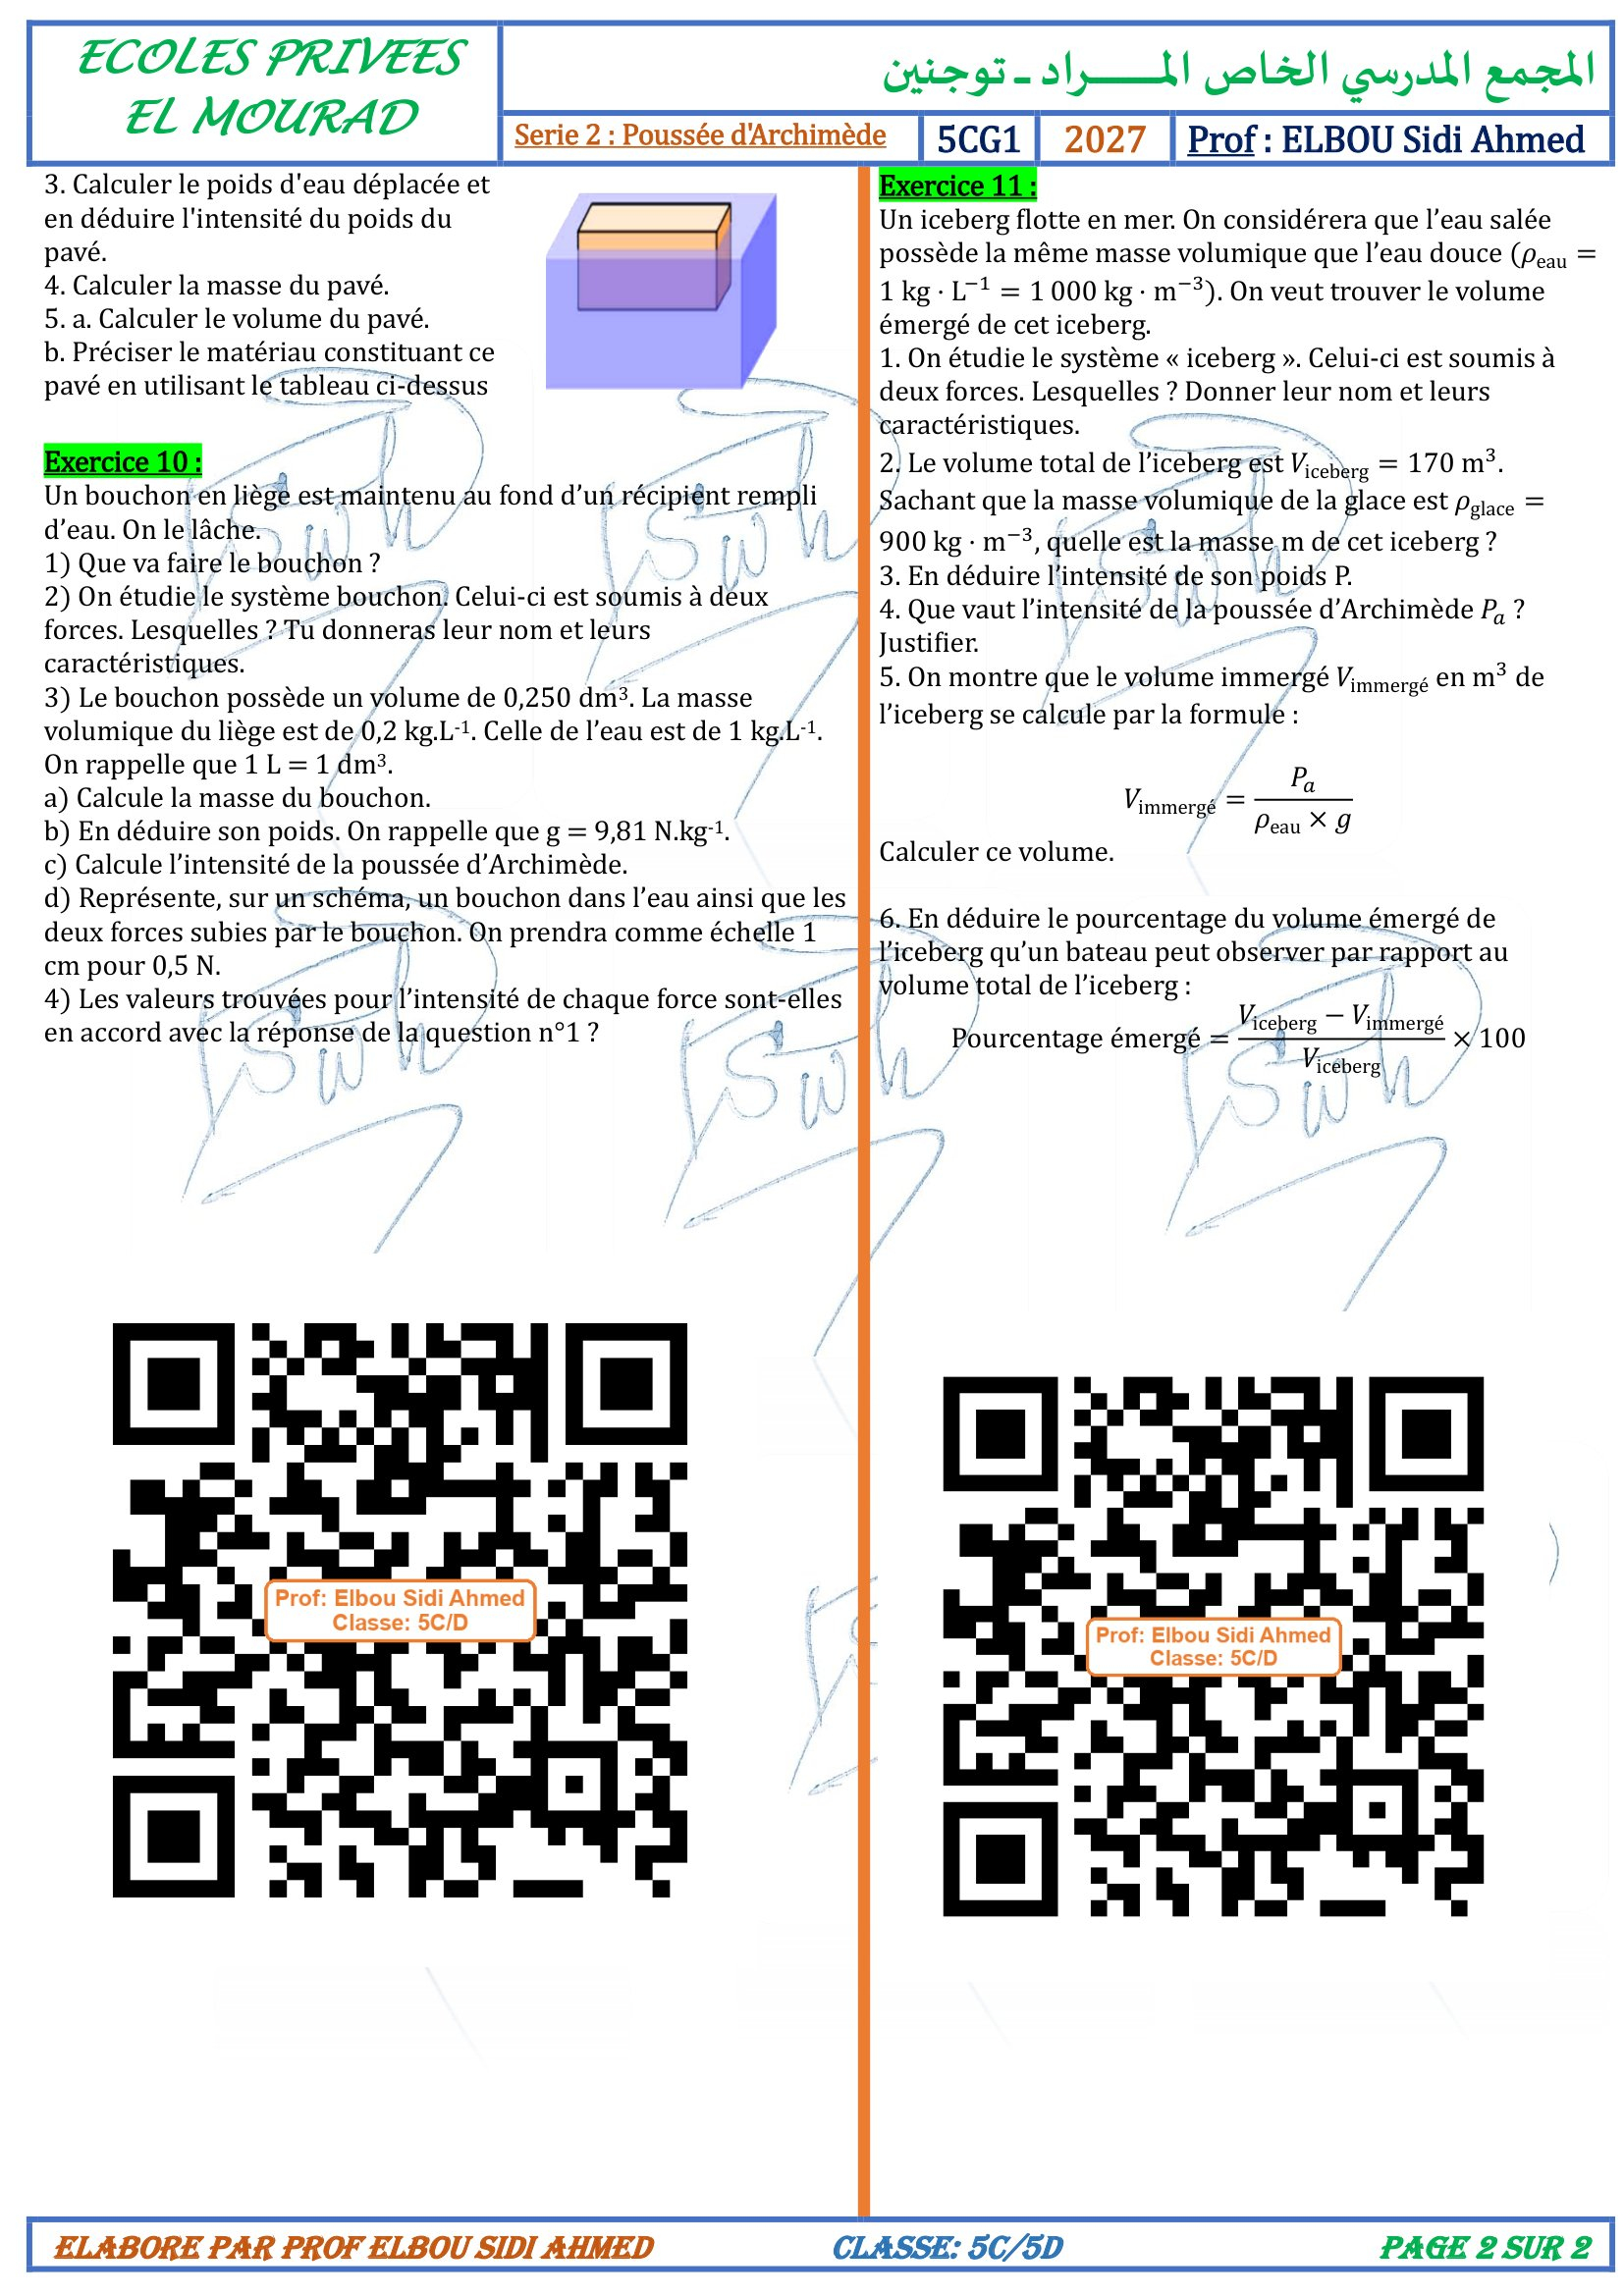 ECOLES PRIVEES
EL MOURAD
المجمع المدرسي الخاص المــــراد ـ توجنين
Serie 2 : Poussée d'Archimède
5CG1
2027
Prof : ELBOU Sidi Ahmed
3. Calculer le poids d'eau déplacée et
en déduire l'intensité du poids du
pavé.
4. Calculer la masse du pavé.
5. a. Calculer le volume du pavé.
b. Préciser le matériau constituant ce
pavé en utilisant le tableau ci-dessus
Exercice 10 :
Un bouchon en liège est maintenu au fond d’un récipient rempli
d’eau. On le lâche.
1) Que va faire le bouchon ?
2) On étudie le système bouchon. Celui-ci est soumis à deux
forces. Lesquelles ? Tu donneras leur nom et leurs
caractéristiques.
3) Le bouchon possède un volume de 0,250 dm³. La masse
volumique du liège est de 0,2 kg.L⁻¹. Celle de l’eau est de 1 kg.L⁻¹.
On rappelle que 1 L = 1 dm³.
a) Calcule la masse du bouchon.
b) En déduire son poids. On rappelle que g = 9,81 N.kg⁻¹.
c) Calcule l’intensité de la poussée d’Archimède.
d) Représente, sur un schéma, un bouchon dans l’eau ainsi que les
deux forces subies par le bouchon. On prendra comme échelle 1
cm pour 0,5 N.
4) Les valeurs trouvées pour l’intensité de chaque force sont-elles
en accord avec la réponse de la question n°1 ?
Prof: Elbou Sidi Ahmed
Classe: 5C/D
Exercice 11 :
Un iceberg flotte en mer. On considérera que l’eau salée
possède la même masse volumique que l’eau douce (ρeau =
1 kg · L⁻¹ = 1 000 kg · m⁻³). On veut trouver le volume
émergé de cet iceberg.
1. On étudie le système « iceberg ». Celui-ci est soumis à
deux forces. Lesquelles ? Donner leur nom et leurs
caractéristiques.
2. Le volume total de l’iceberg est Viceberg = 170 m³.
Sachant que la masse volumique de la glace est ρglace =
900 kg · m⁻³, quelle est la masse m de cet iceberg ?
3. En déduire l’intensité de son poids P.
4. Que vaut l’intensité de la poussée d’Archimède Pa ?
Justifier.
5. On montre que le volume immergé Vimmergé en m³ de
l’iceberg se calcule par la formule :
Vimmergé = Pa / (ρeau × g)
Calculer ce volume.
6. En déduire le pourcentage du volume émergé de
l’iceberg qu’un bateau peut observer par rapport au
volume total de l’iceberg :
Pourcentage émergé = (Viceberg − Vimmergé) / Viceberg × 100
Prof: Elbou Sidi Ahmed
Classe: 5C/D
ELABORE PAR PROF ELBOU SIDI AHMED
CLASSE: 5C/5D
PAGE 2 SUR 2